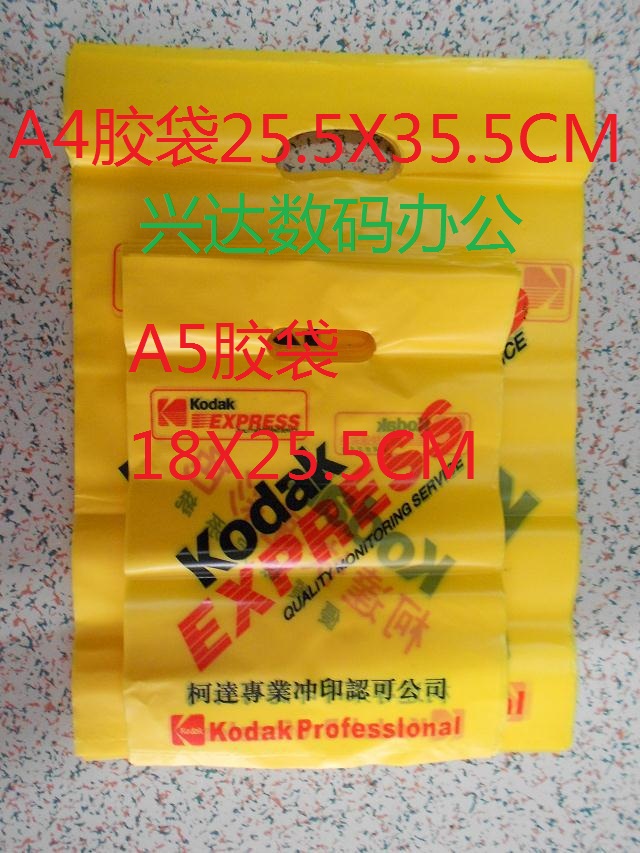 A4胶袋25.5X35.5CM
兴达数码办公
CE
A5胶袋
Kodak
EXPRESS
18X25.5CM
Kodak
EXPRESS
QUALITY MONITORING SERVICE
柯達專業冲印認可公司
Kodak
Kodak Professional